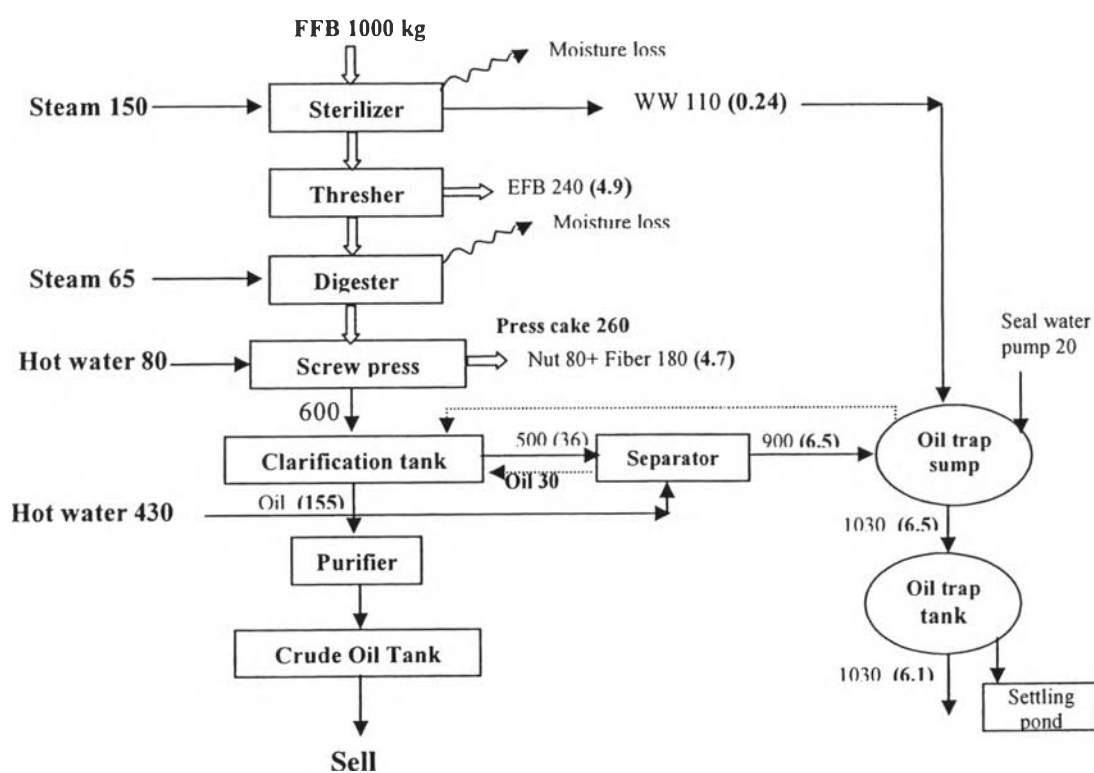 FFB 1000 kg
Moisture loss
Steam 150
Sterilizer
WW 110 (0.24)
Thresher
EFB 240 (4.9)
Moisture loss
Steam 65
Digester
Press cake 260
Seal water
pump 20
Hot water 80
Screw press
Nut 80+ Fiber 180 (4.7)
600
Clarification tank
500 (36)
Separator
900 (6.5)
Oil trap
sump
Oil 30
Oil (155)
Hot water 430
1030 (6.5)
Purifier
Oil trap
tank
Crude Oil Tank
1030 (6.1)
Settling
pond
Sell